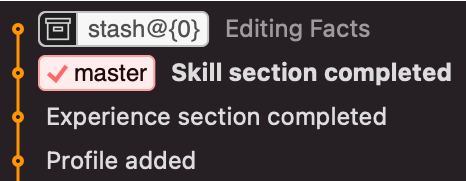 stash@{0} Editing Facts
master Skill section completed
Experience section completed
Profile added